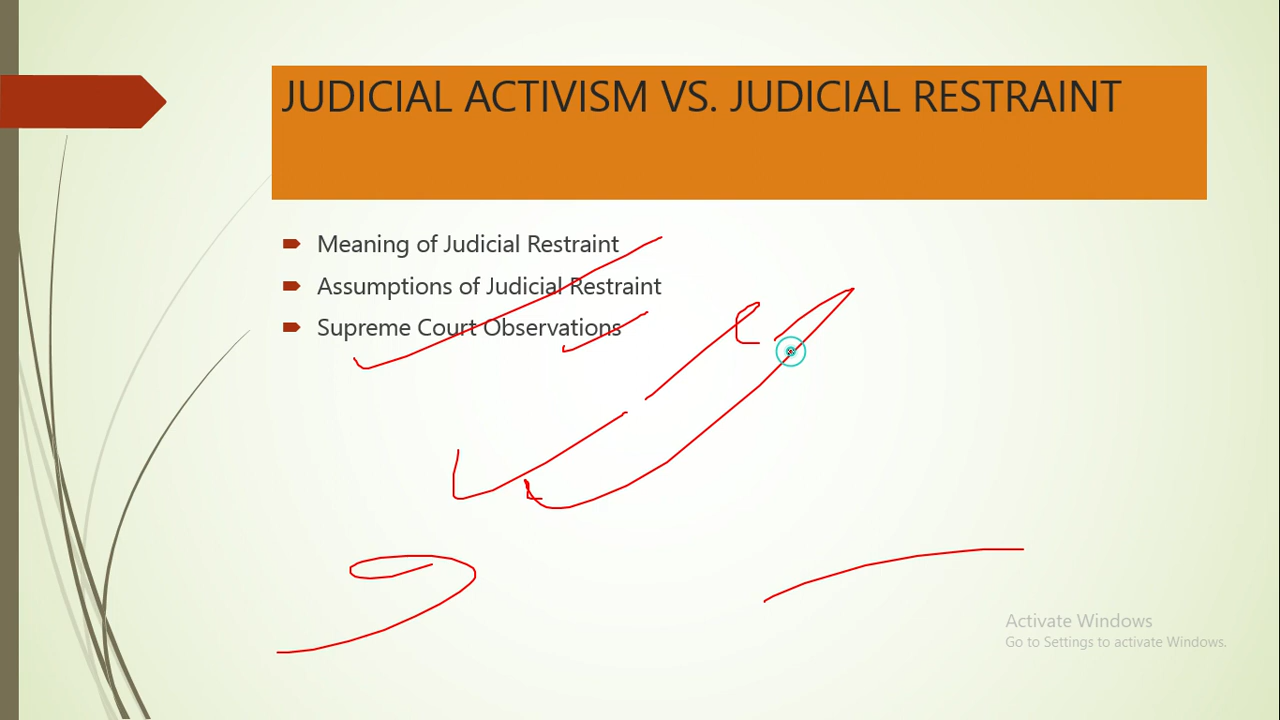 JUDICIAL ACTIVISM VS. JUDICIAL RESTRAINT
Meaning of Judicial Restraint
Assumptions of Judicial Restraint
Supreme Court Observations
Activate Windows
Go to Settings to activate Windows.